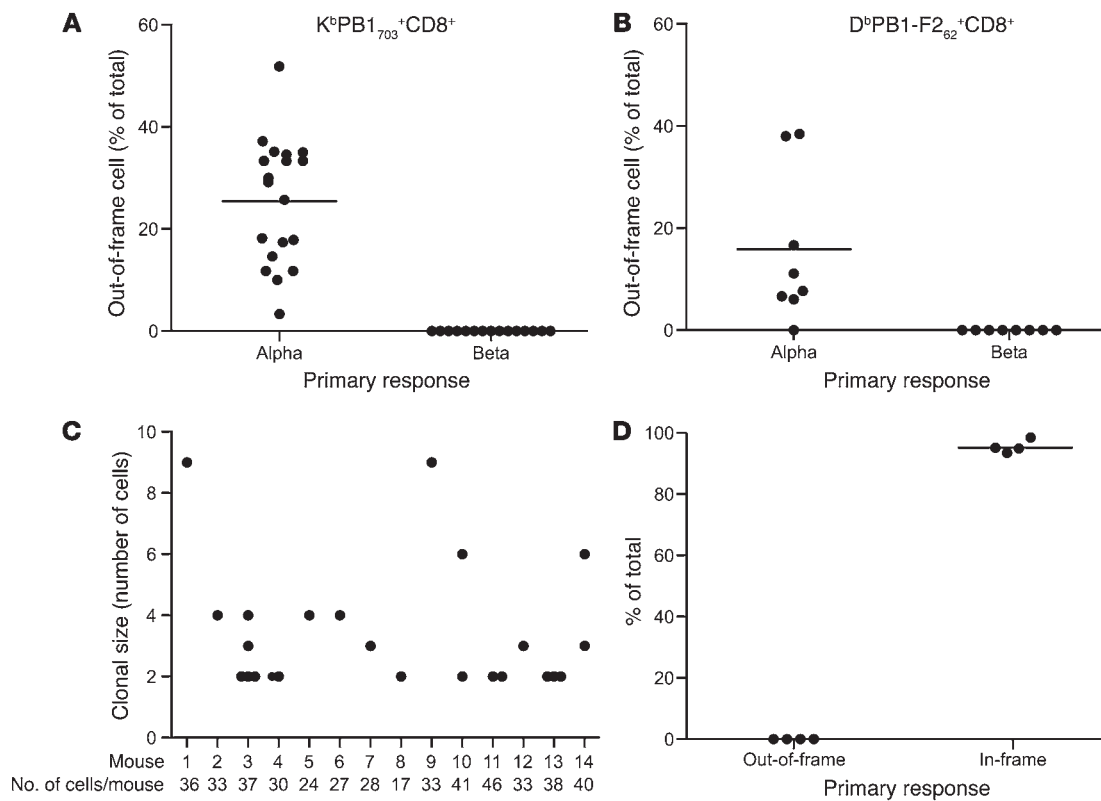 A
KᵇPB1₇₀₃⁺CD8⁺
Out-of-frame cell (% of total)
60
40
20
0
Alpha Beta
Primary response
B
DᵇPB1-F2₆₂⁺CD8⁺
Out-of-frame cell (% of total)
60
40
20
0
Alpha Beta
Primary response
C
Clonal size (number of cells)
10
8
6
4
2
0
Mouse 1 2 3 4 5 6 7 8 9 10 11 12 13 14
No. of cells/mouse 36 33 37 30 24 27 28 17 33 41 46 33 38 40
D
% of total
100
80
60
40
20
0
Out-of-frame In-frame
Primary response